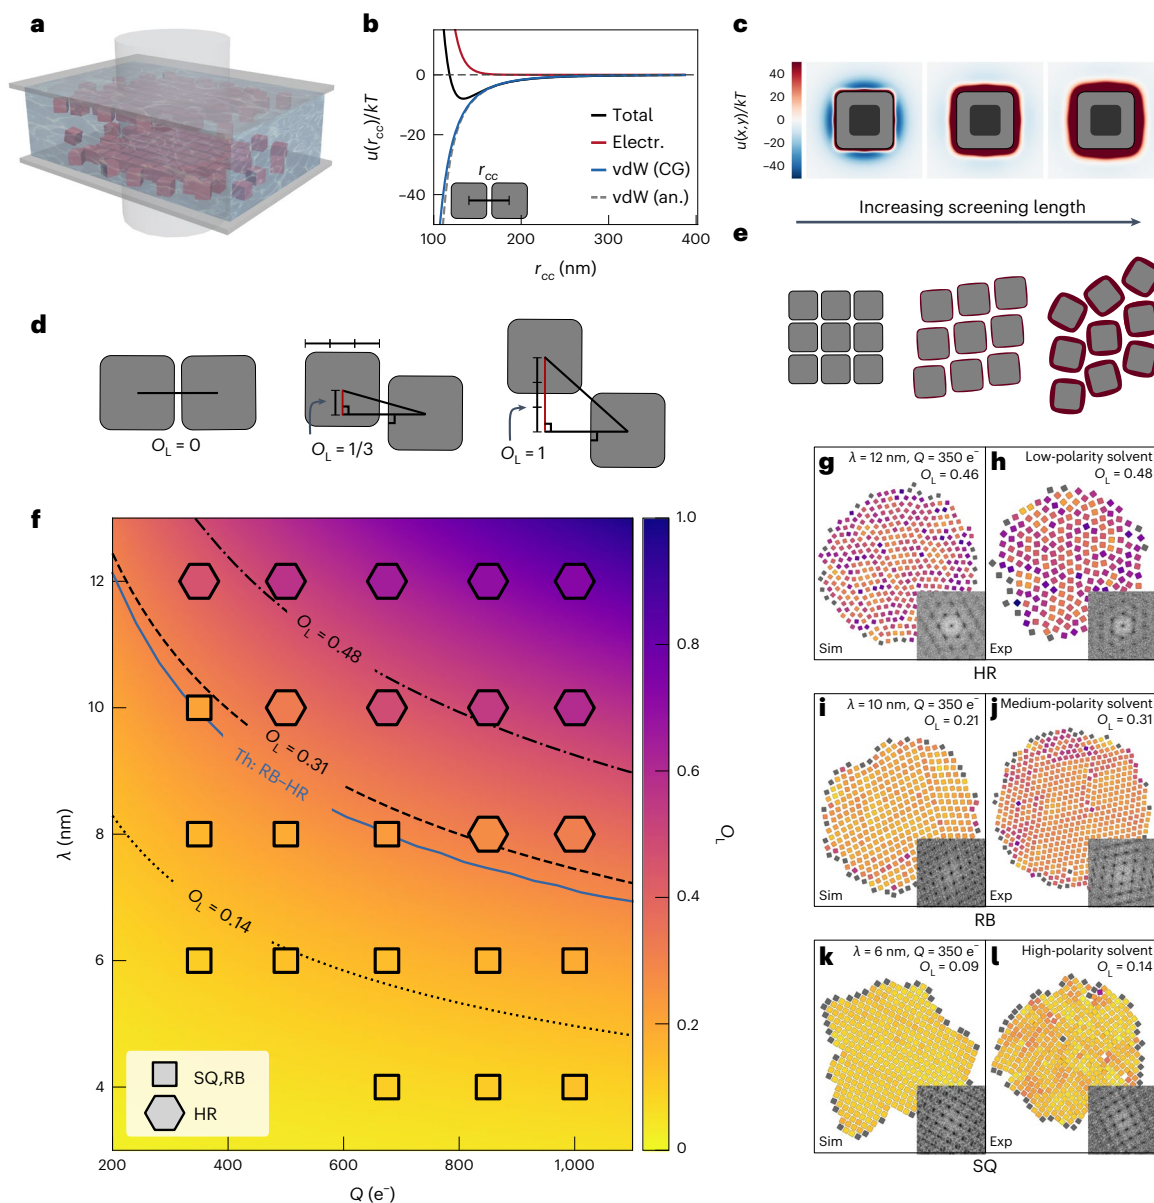 a
b
u(r_cc)/kT
0
−20
−40
100
200
300
400
r_cc (nm)
Total
Electr.
vdW (CG)
vdW (an.)
r_cc
c
u(x,y)/kT
40
20
0
−20
−40
Increasing screening length
d
O_L = 0
O_L = 1/3
O_L = 1
e
f
λ (nm)
12
10
8
6
4
200
400
600
800
1,000
Q (e⁻)
O_L = 0.48
O_L = 0.31
Th: RB–HR
O_L = 0.14
SQ,RB
HR
1.0
0.8
0.6
0.4
0.2
0
O_L
g
λ = 12 nm, Q = 350 e⁻
O_L = 0.46
Sim
h
Low-polarity solvent
O_L = 0.48
Exp
HR
i
λ = 10 nm, Q = 350 e⁻
O_L = 0.21
Sim
j
Medium-polarity solvent
O_L = 0.31
Exp
RB
k
λ = 6 nm, Q = 350 e⁻
O_L = 0.09
Sim
l
High-polarity solvent
O_L = 0.14
Exp
SQ